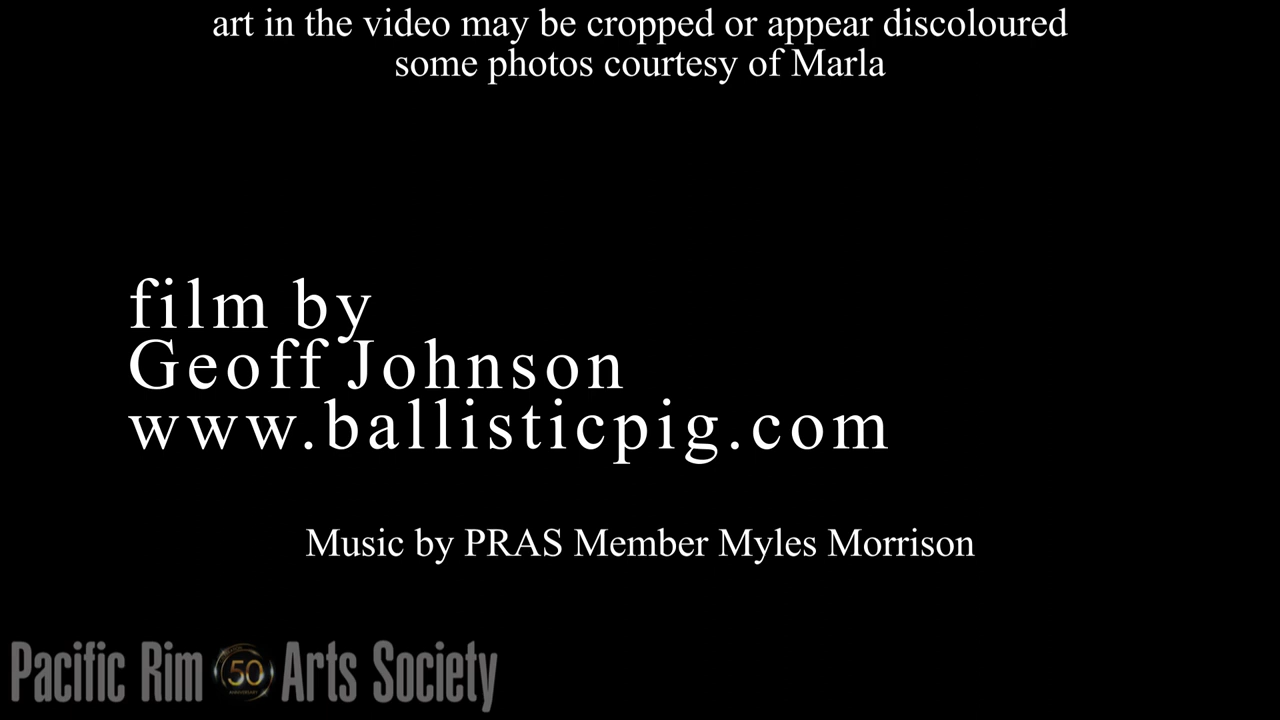 art in the video may be cropped or appear discoloured
some photos courtesy of Marla
film by
Geoff Johnson
www.ballisticpig.com
Music by PRAS Member Myles Morrison
Pacific Rim 50 Arts Society
ANNIVERSARY